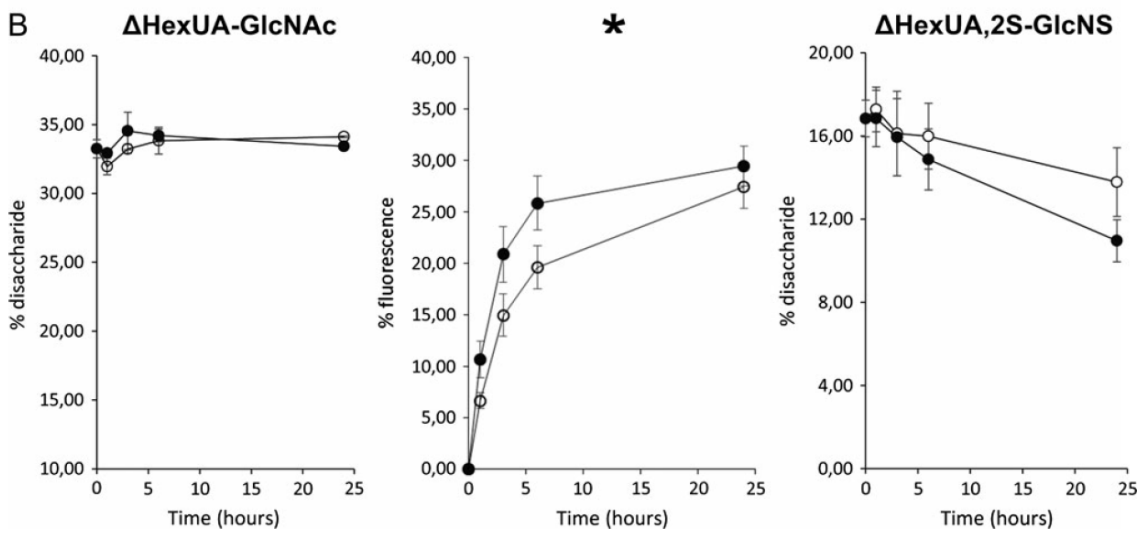 B
ΔHexUA-GlcNAc
40,00
35,00
30,00
25,00
20,00
15,00
10,00
% disaccharide
0 5 10 15 20 25
Time (hours)
*
40,00
35,00
30,00
25,00
20,00
15,00
10,00
5,00
0,00
% fluorescence
0 5 10 15 20 25
Time (hours)
ΔHexUA,2S-GlcNS
20,00
16,00
12,00
8,00
4,00
0,00
% disaccharide
0 5 10 15 20 25
Time (hours)